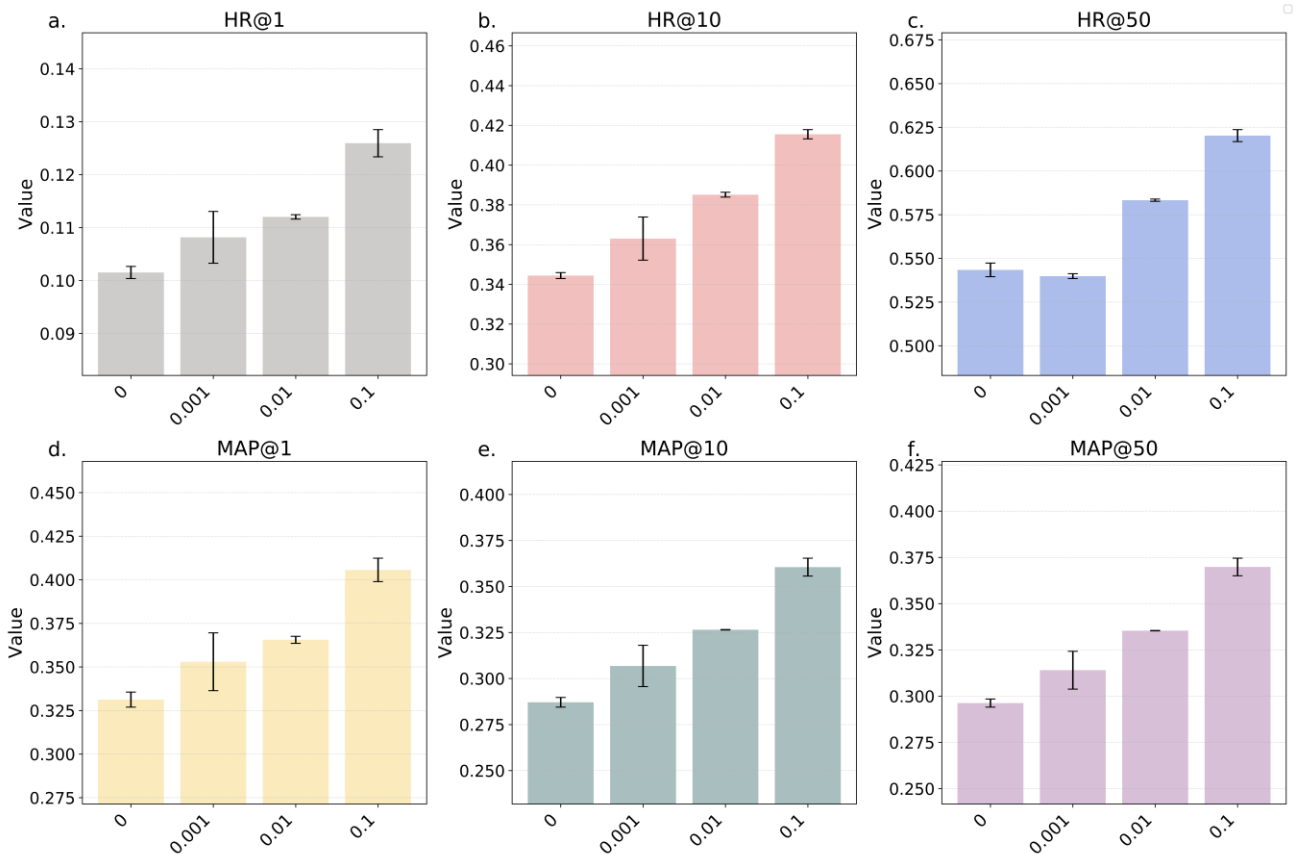 a. HR@1
Value
0.14
0.13
0.12
0.11
0.10
0.09
0 0.001 0.01 0.1
b. HR@10
Value
0.46
0.44
0.42
0.40
0.38
0.36
0.34
0.32
0.30
0 0.001 0.01 0.1
c. HR@50
Value
0.675
0.650
0.625
0.600
0.575
0.550
0.525
0.500
0 0.001 0.01 0.1
d. MAP@1
Value
0.450
0.425
0.400
0.375
0.350
0.325
0.300
0.275
0 0.001 0.01 0.1
e. MAP@10
Value
0.400
0.375
0.350
0.325
0.300
0.275
0.250
0 0.001 0.01 0.1
f. MAP@50
Value
0.425
0.400
0.375
0.350
0.325
0.300
0.275
0.250
0 0.001 0.01 0.1